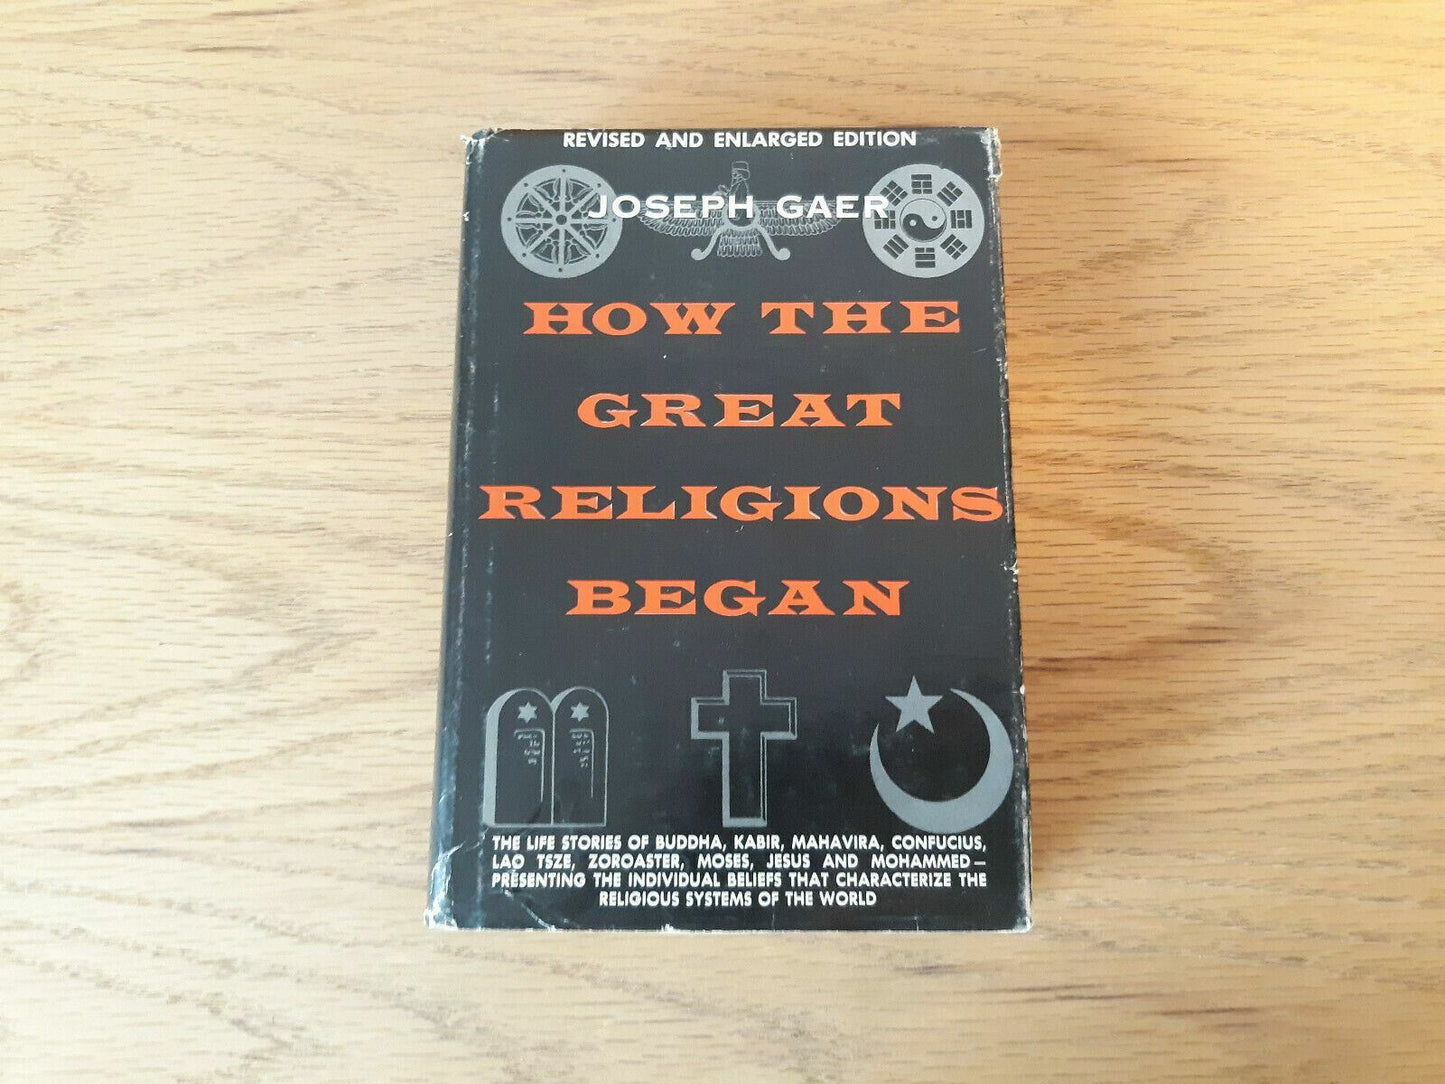 REVISED AND ENLARGED EDITION
JOSEPH GAER
HOW THE
GREAT
RELIGIONS
BEGAN
THE LIFE STORIES OF BUDDHA, KABIR, MAHAVIRA, CONFUCIUS,
LAO TSZE, ZOROASTER, MOSES, JESUS AND MOHAMMED—
PRESENTING THE INDIVIDUAL BELIEFS THAT CHARACTERIZE THE
RELIGIOUS SYSTEMS OF THE WORLD